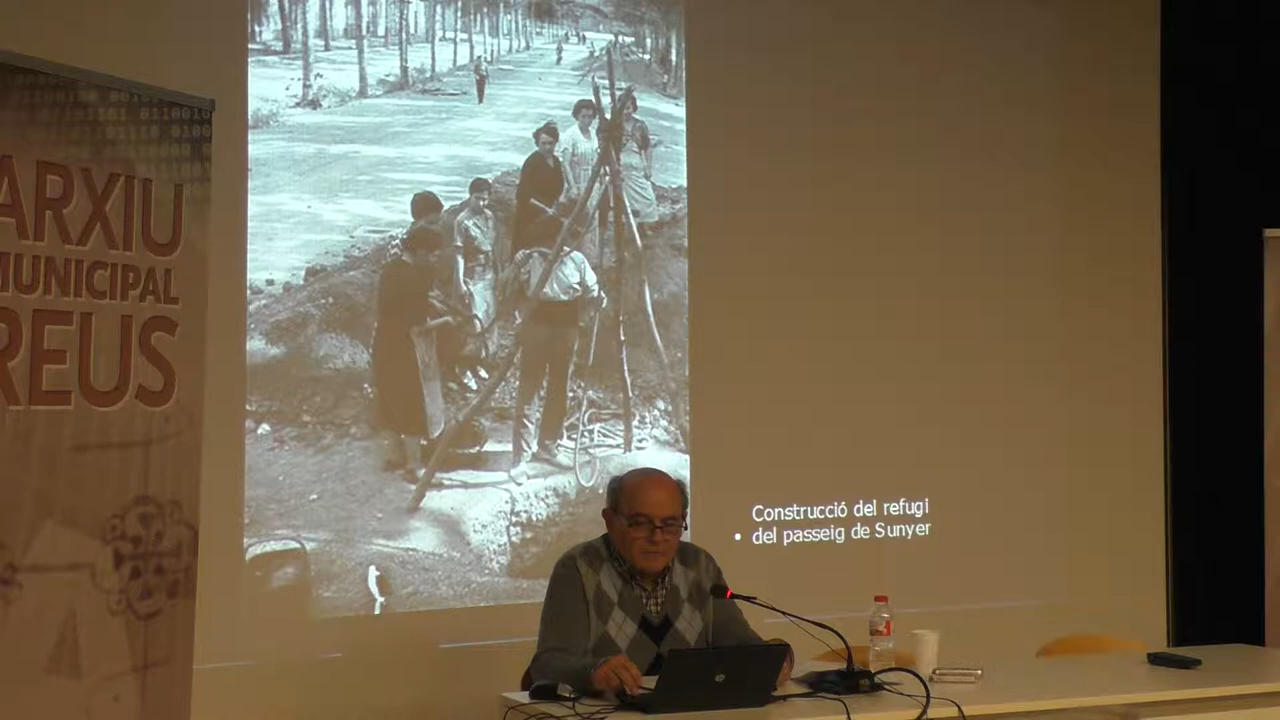 ARXIU
MUNICIPAL
REUS
Construcció del refugi
• del passeig de Sunyer